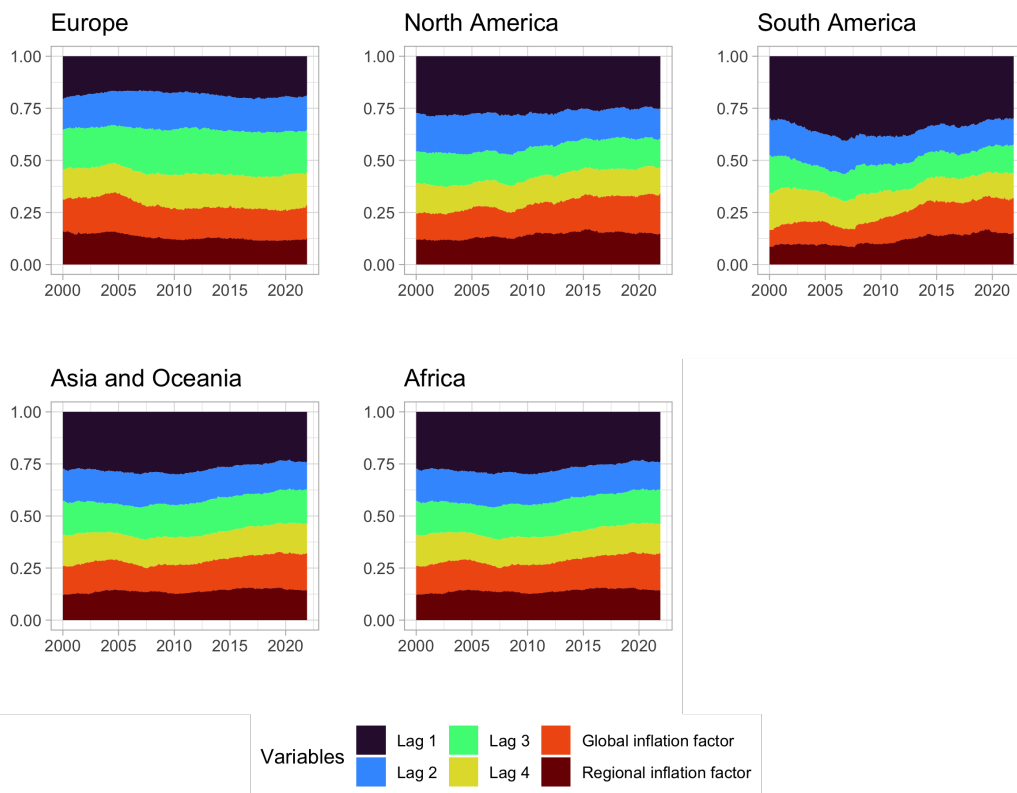 Europe
North America
South America
1.00
0.75
0.50
0.25
0.00
2000 2005 2010 2015 2020
1.00
0.75
0.50
0.25
0.00
2000 2005 2010 2015 2020
1.00
0.75
0.50
0.25
0.00
2000 2005 2010 2015 2020
Asia and Oceania
Africa
1.00
0.75
0.50
0.25
0.00
2000 2005 2010 2015 2020
1.00
0.75
0.50
0.25
0.00
2000 2005 2010 2015 2020
Variables
Lag 1 Lag 3 Global inflation factor
Lag 2 Lag 4 Regional inflation factor